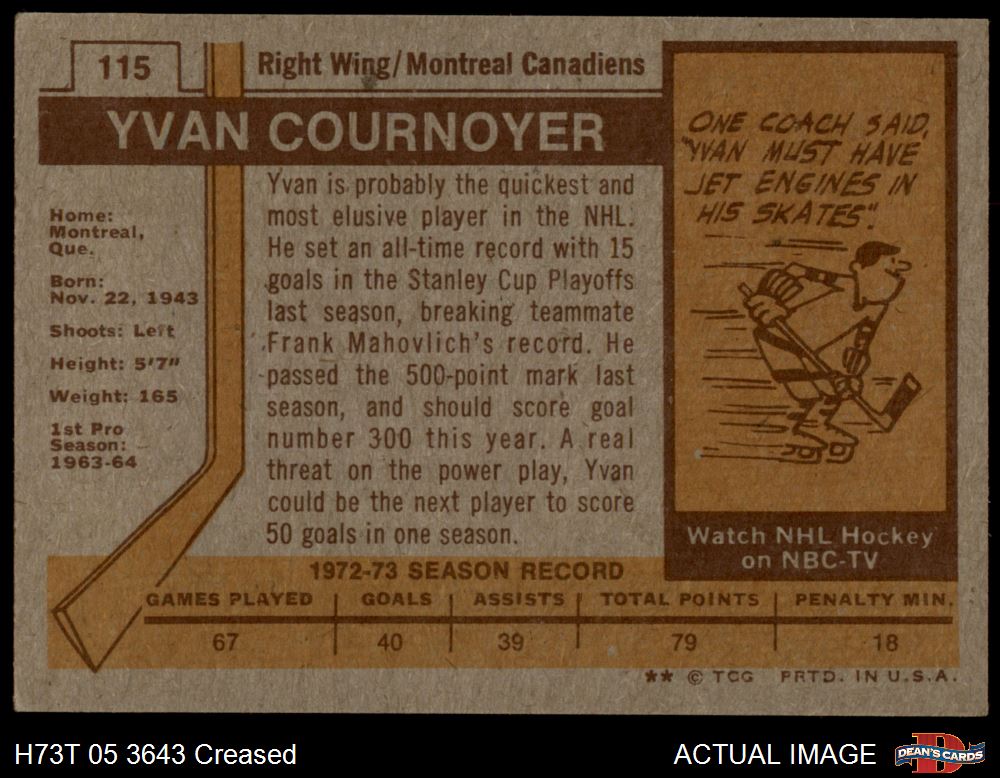 115
Right Wing/Montreal Canadiens
YVAN COURNOYER
Home:
Montreal,
Que.
Born:
Nov. 22, 1943
Shoots: Left
Height: 5'7"
Weight: 165
1st Pro
Season:
1963-64
Yvan is probably the quickest and
most elusive player in the NHL.
He set an all-time record with 15
goals in the Stanley Cup Playoffs
last season, breaking teammate
Frank Mahovlich's record. He
passed the 500-point mark last
season, and should score goal
number 300 this year. A real
threat on the power play, Yvan
could be the next player to score
50 goals in one season.
ONE COACH SAID,
"YVAN MUST HAVE
JET ENGINES IN
HIS SKATES".
Watch NHL Hockey
on NBC-TV
1972-73 SEASON RECORD
GAMES PLAYED GOALS ASSISTS TOTAL POINTS PENALTY MIN.
67 40 39 79 18
** © TCG PRTD. IN U.S.A.
H73T 05 3643 Creased
ACTUAL IMAGE
D
DEAN'S CARDS